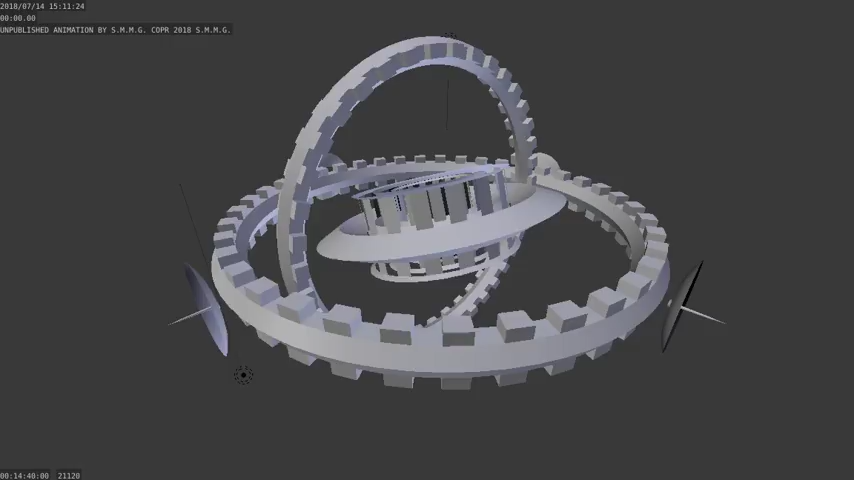 2018/07/14 15:11:24
00:00.00
UNPUBLISHED ANIMATION BY S.M.M.G. COPR 2018 S.M.M.G.
00:14:40:00 21120